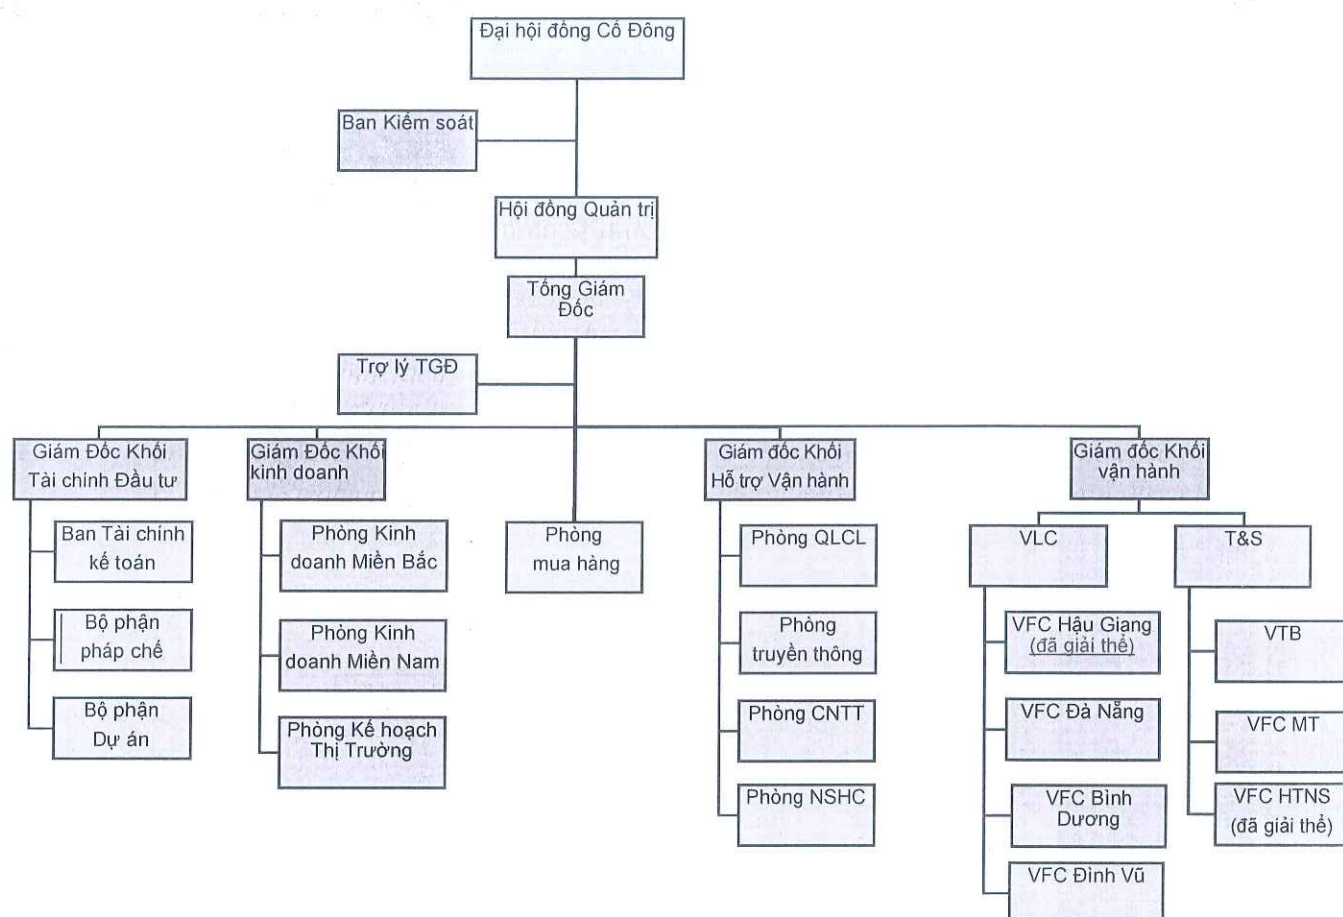 Đại hội đồng Cổ Đông
Ban Kiểm soát
Hội đồng Quản trị
Tổng Giám
Đốc
Trợ lý TGĐ
Giám Đốc Khối
Tài chính Đầu tư
Giám Đốc Khối
kinh doanh
Giám đốc Khối
Hỗ trợ Vận hành
Giám đốc Khối
vận hành
Ban Tài chính
kế toán
Bộ phận
pháp chế
Bộ phận
Dự án
Phòng Kinh
doanh Miền Bắc
Phòng Kinh
doanh Miền Nam
Phòng Kế hoạch
Thị Trường
Phòng
mua hàng
Phòng QLCL
Phòng
truyền thông
Phòng CNTT
Phòng NSHC
VLC
VFC Hậu Giang
(đã giải thể)
VFC Đà Nẵng
VFC Bình
Dương
VFC Đình Vũ
T&S
VTB
VFC MT
VFC HTNS
(đã giải thể)